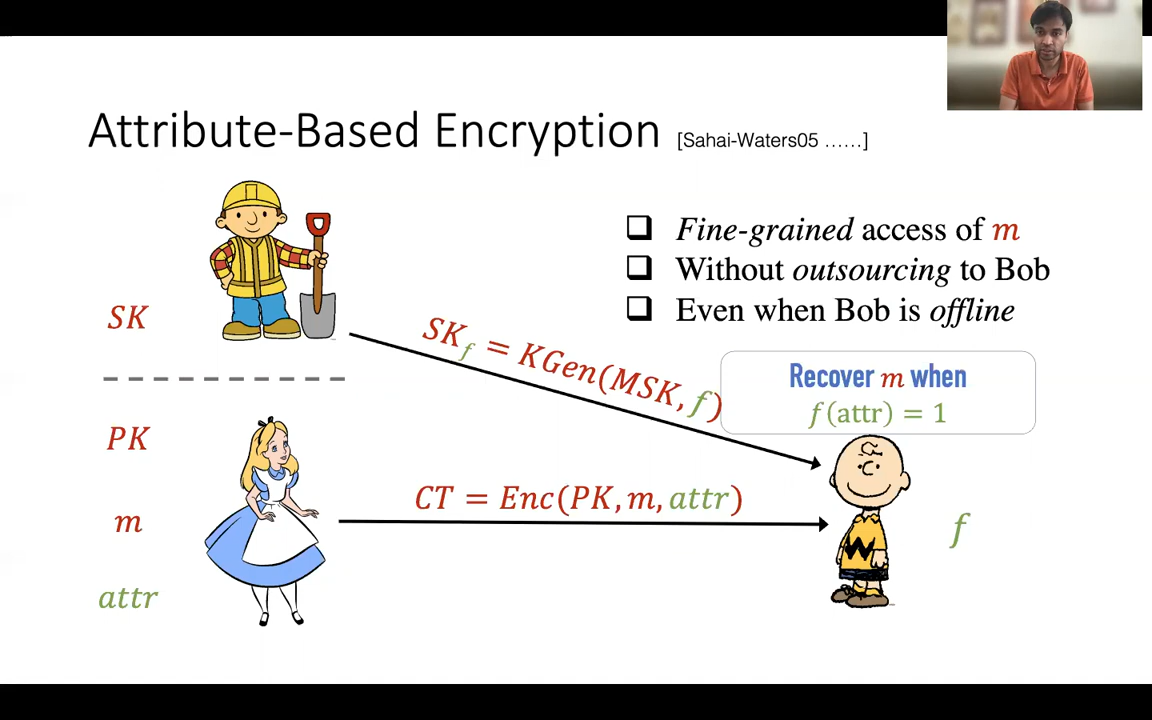 Attribute-Based Encryption [Sahai-Waters05 ......]
❑ Fine-grained access of m
❑ Without outsourcing to Bob
❑ Even when Bob is offline
SK
SK_f = KGen(MSK, f)
Recover m when
f(attr) = 1
PK
CT = Enc(PK, m, attr)
m
f
attr